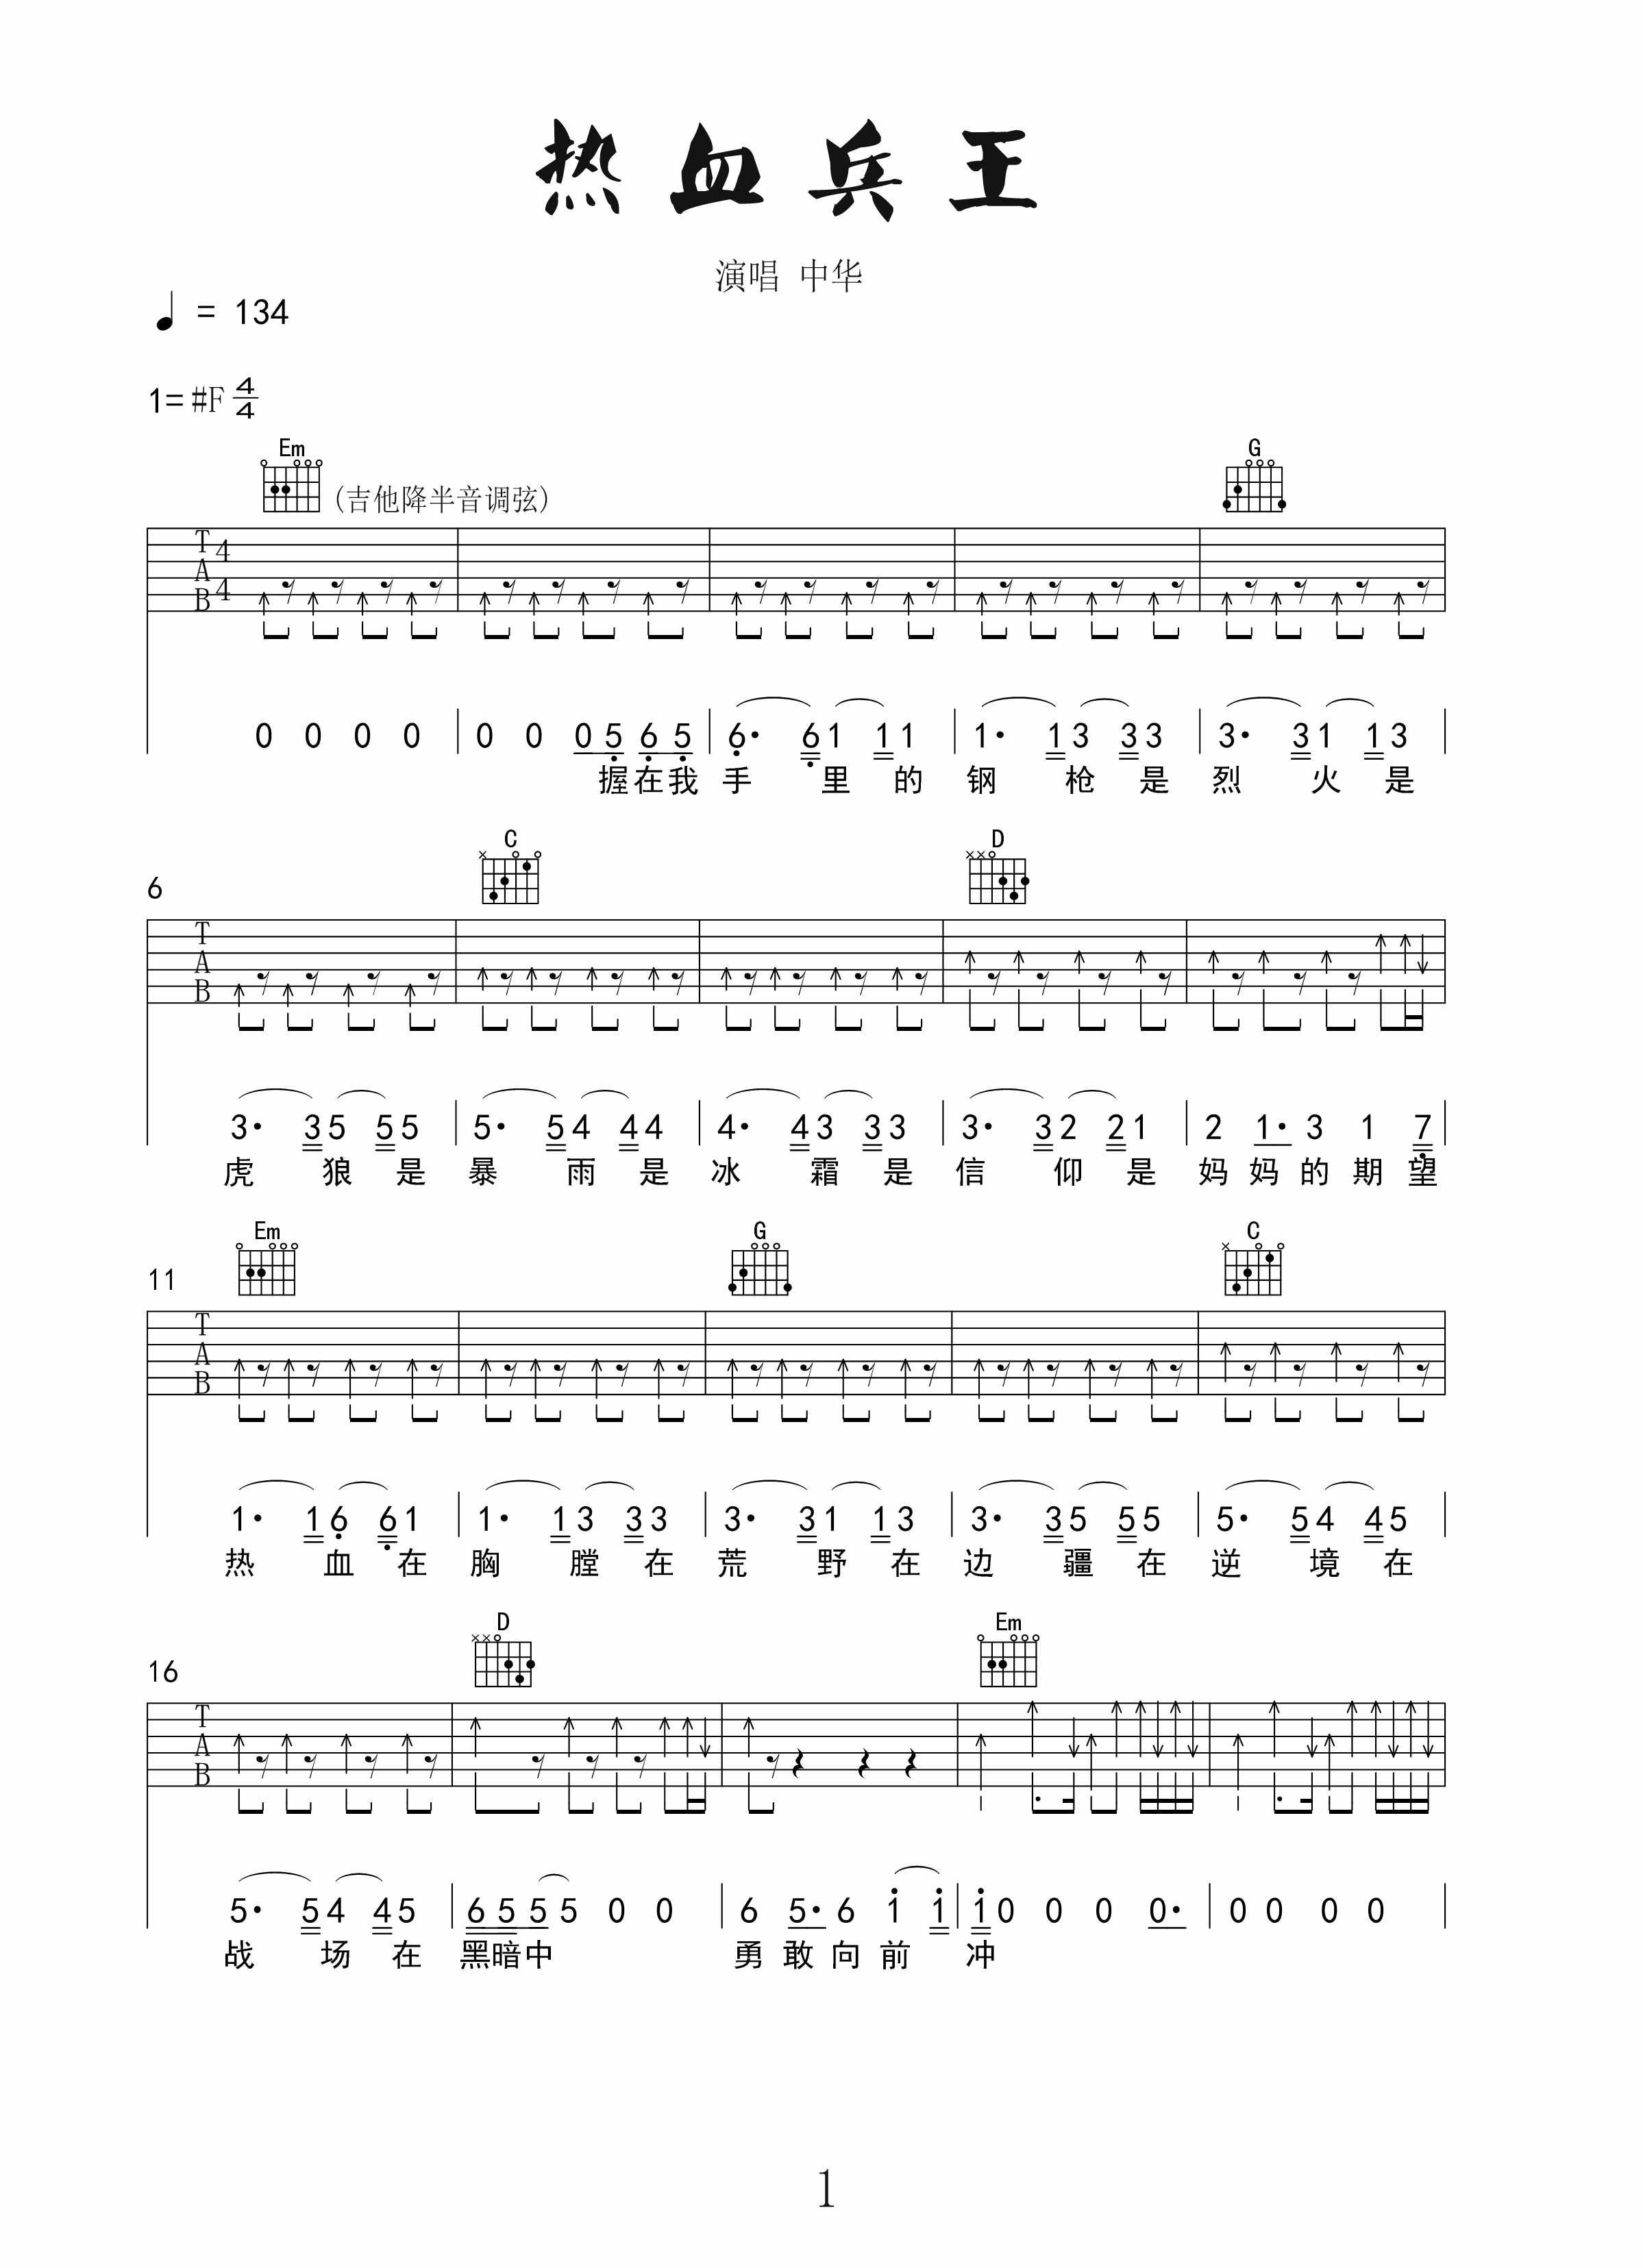 热血兵王
演唱 中华
♩ = 134
1= #F 4/4
Em G
(吉他降半音调弦)
T A B 4 4
0 0 0 0 | 0 0 0 5 6 5 | 6· 6 1 1 1 | 1· 1 3 3 3 | 3· 3 1 1 3 |
握在我 手 里 的 钢 枪 是 烈 火 是
C D
6
T A B
3· 3 5 5 5 | 5· 5 4 4 4 | 4· 4 3 3 3 | 3· 3 2 2 1 | 2 1· 3 1 7 |
虎 狼 是 暴 雨 是 冰 霜 是 信 仰 是 妈 妈 的 期 望
Em G C
11
T A B
1· 1 6 6 1 | 1· 1 3 3 3 | 3· 3 1 1 3 | 3· 3 5 5 5 | 5· 5 4 4 5 |
热 血 在 胸 膛 在 荒 野 在 边 疆 在 逆 境 在
D Em
16
T A B
5· 5 4 4 5 | 6 5 5 5 0 0 | 6 5· 6 1 1 | 1 0 0 0 0· | 0 0 0 0 |
战 场 在 黑暗中 勇 敢 向 前 冲
1